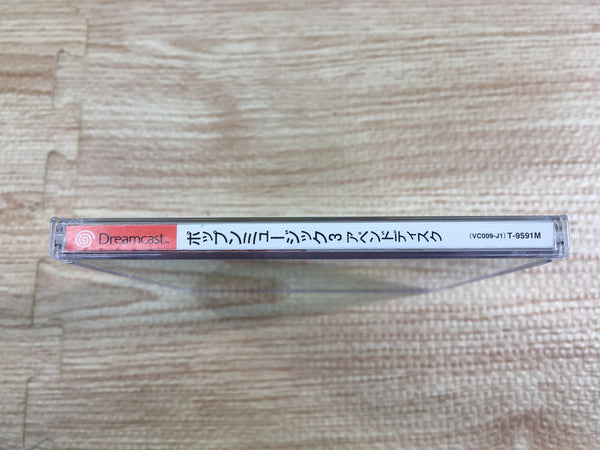 Dreamcast™
ポップンミュージック3 アペンドディスク
(VC009-J1) T-9591M